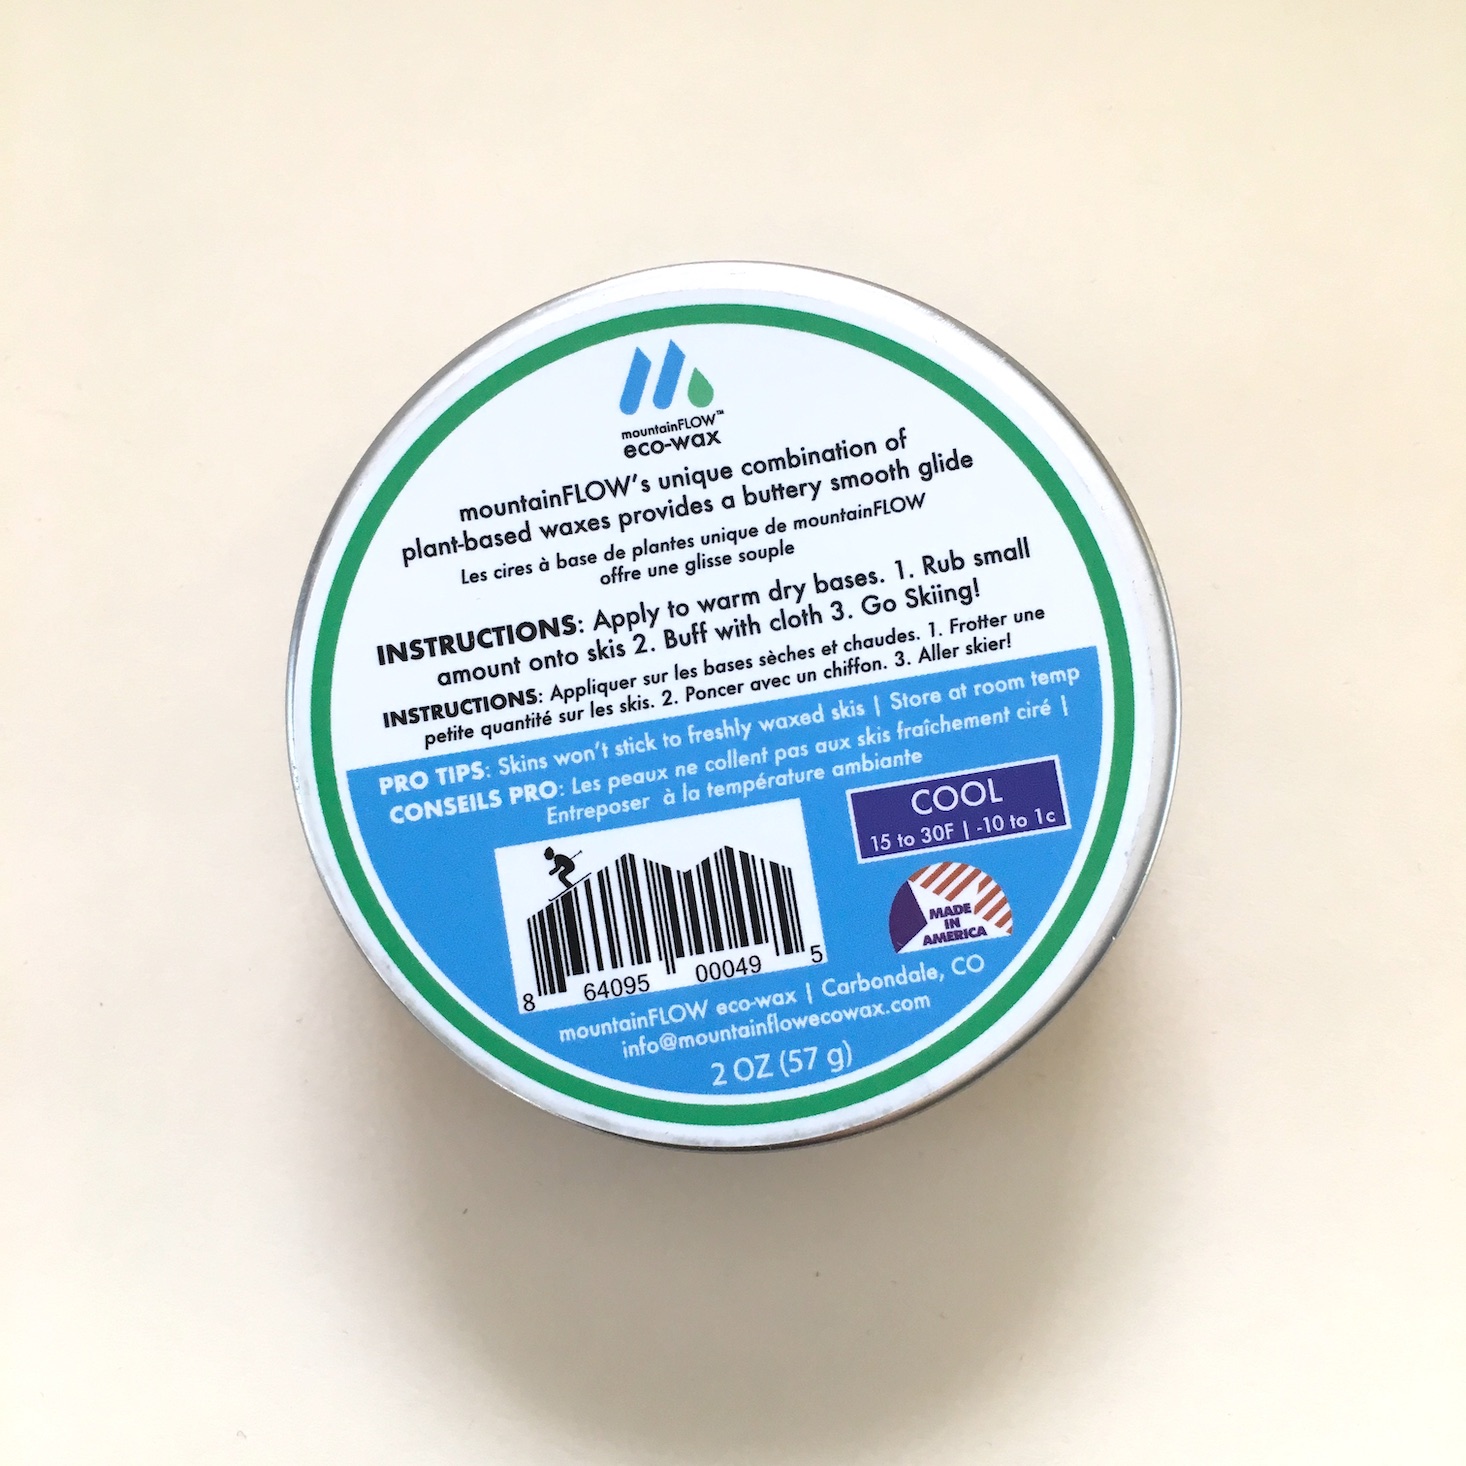 mountainFLOW™
eco-wax
mountainFLOW's unique combination of
plant-based waxes provides a buttery smooth glide
Les cires à base de plantes unique de mountainFLOW
offre une glisse souple
INSTRUCTIONS: Apply to warm dry bases. 1. Rub small
amount onto skis 2. Buff with cloth 3. Go Skiing!
INSTRUCTIONS: Appliquer sur les bases sèches et chaudes. 1. Frotter une
petite quantité sur les skis. 2. Poncer avec un chiffon. 3. Aller skier!
PRO TIPS: Skins won't stick to freshly waxed skis | Store at room temp
CONSEILS PRO: Les peaux ne collent pas aux skis fraîchement ciré |
Entreposer à la température ambiante
COOL
15 to 30F | -10 to 1c
MADE
IN
AMERICA
8 64095 00049 5
mountainFLOW eco-wax | Carbondale, CO
info@mountainflowecowax.com
2 OZ (57 g)